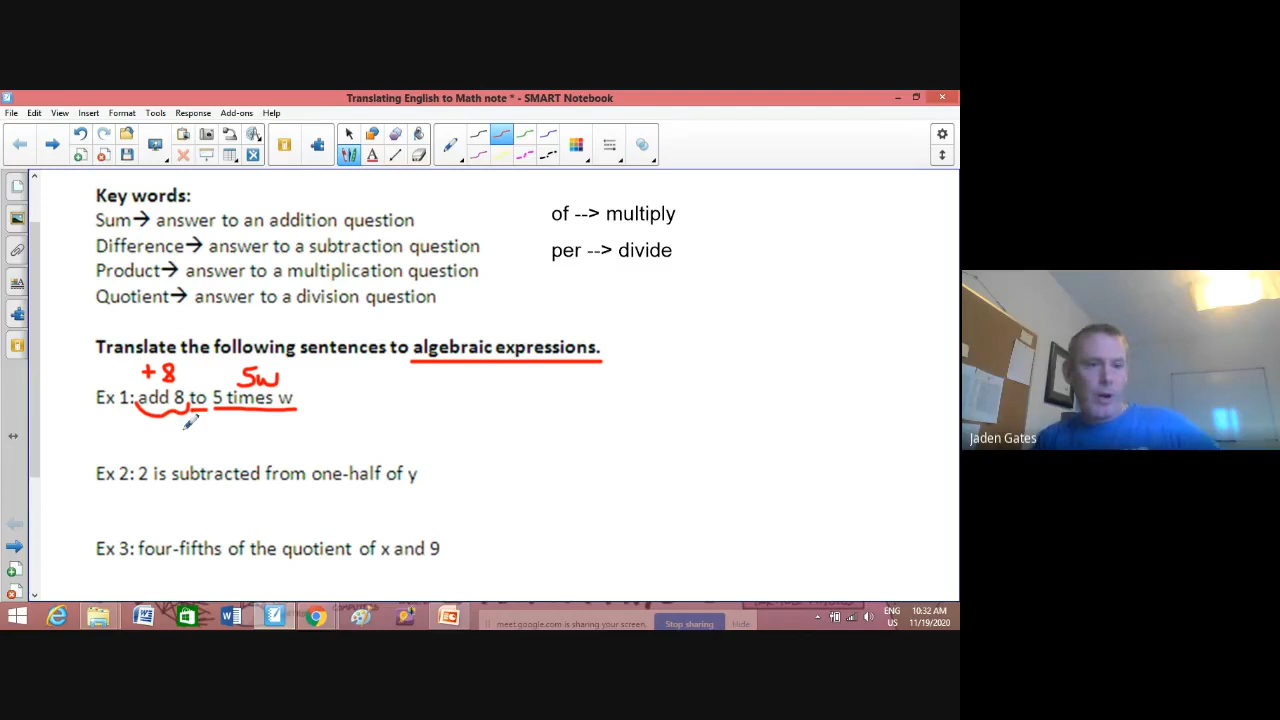 Translating English to Math note * - SMART Notebook
File Edit View Insert Format Tools Response Add-ons Help
Key words:
Sum→ answer to an addition question
Difference→ answer to a subtraction question
Product→ answer to a multiplication question
Quotient→ answer to a division question
of --> multiply
per --> divide
Translate the following sentences to algebraic expressions.
+8 5w
Ex 1: add 8 to 5 times w
Ex 2: 2 is subtracted from one-half of y
Ex 3: four-fifths of the quotient of x and 9
Jaden Gates
meet.google.com is sharing your screen. Stop sharing Hide
ENG 10:32 AM
US 11/19/2020